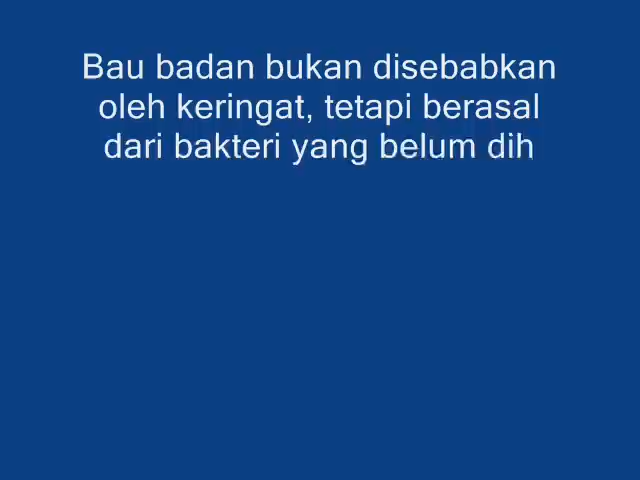 Bau badan bukan disebabkan
oleh keringat, tetapi berasal
dari bakteri yang belum dih